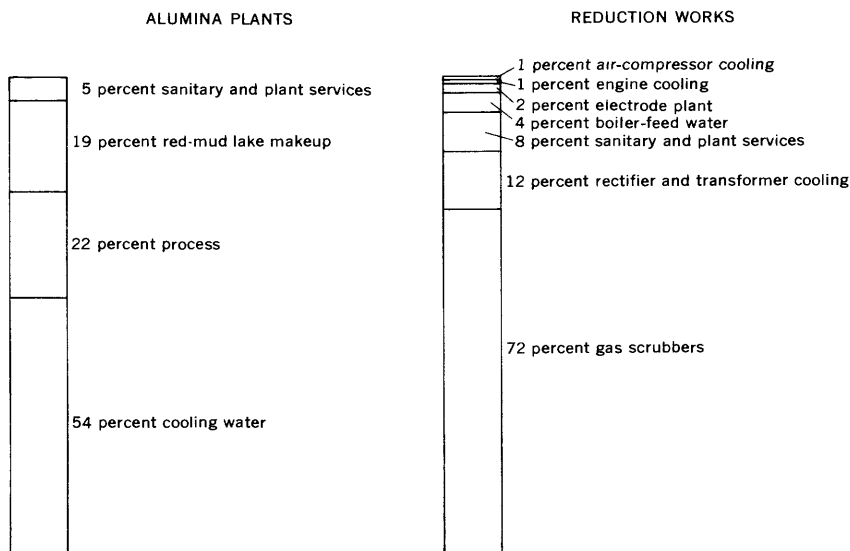 ALUMINA PLANTS
5 percent sanitary and plant services
19 percent red-mud lake makeup
22 percent process
54 percent cooling water
REDUCTION WORKS
1 percent air-compressor cooling
1 percent engine cooling
2 percent electrode plant
4 percent boiler-feed water
8 percent sanitary and plant services
12 percent rectifier and transformer cooling
72 percent gas scrubbers